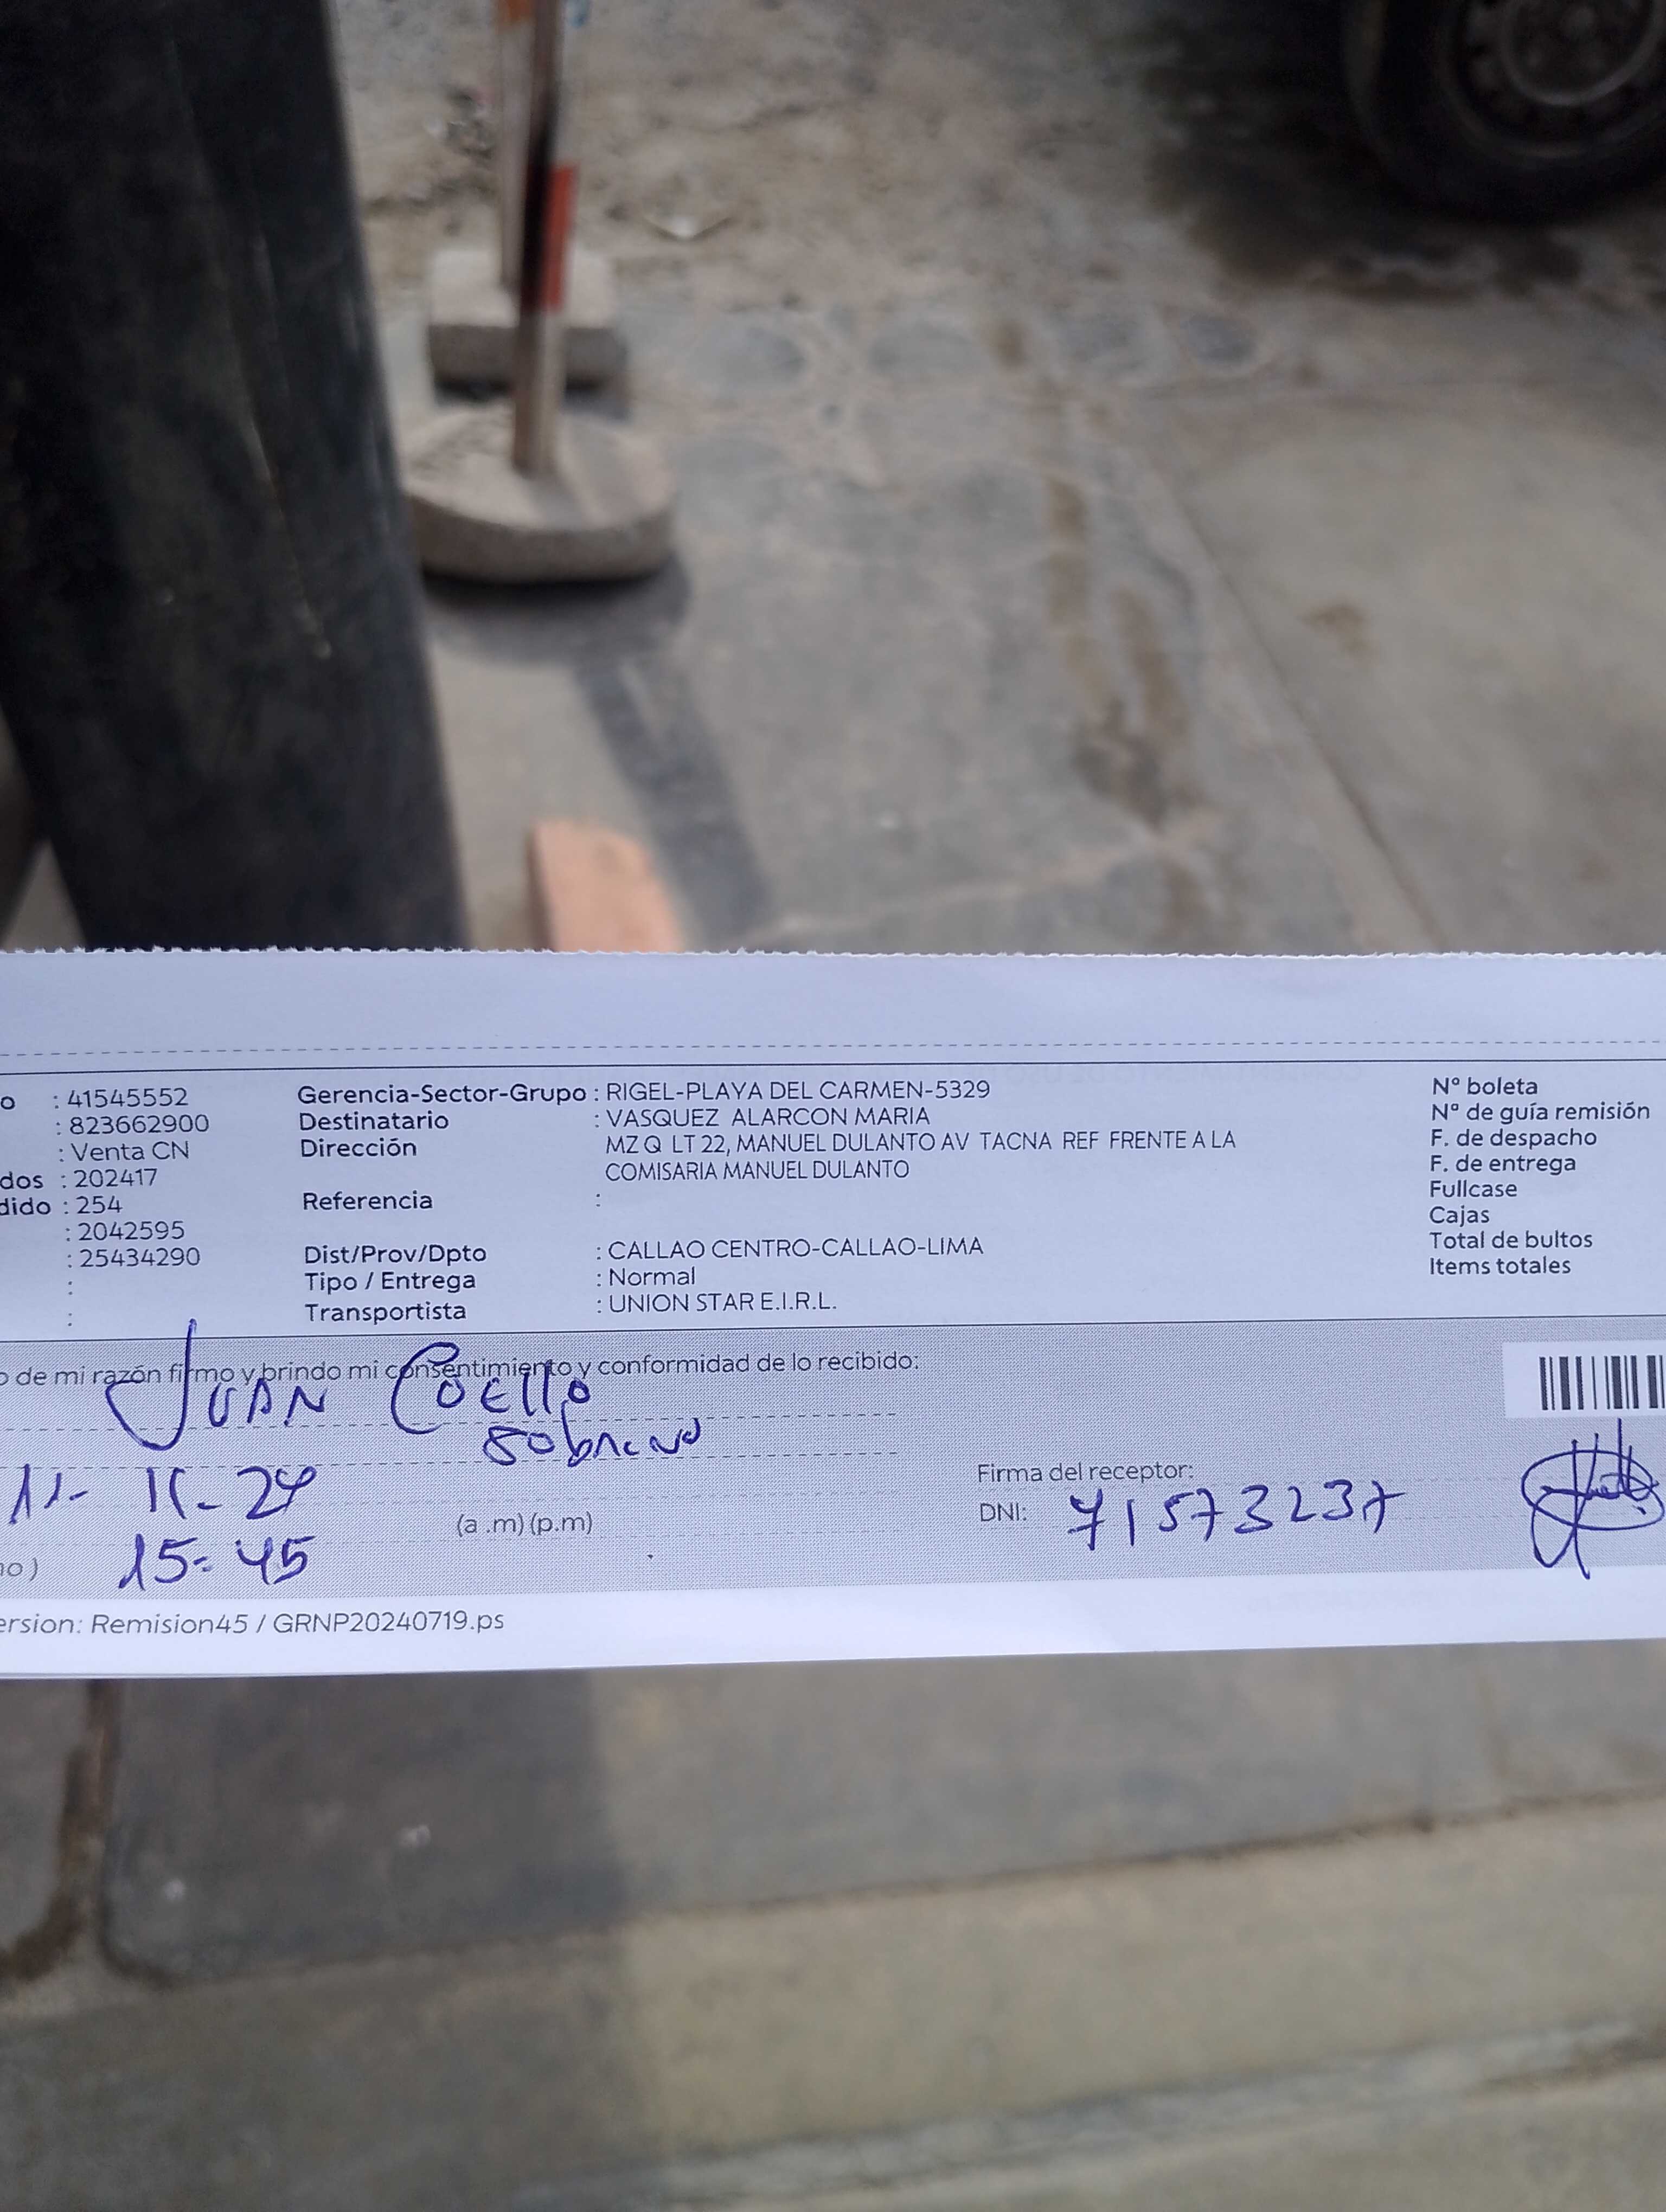 o : 41545552 Gerencia-Sector-Grupo : RIGEL-PLAYA DEL CARMEN-5329 N° boleta
: 823662900 Destinatario : VASQUEZ ALARCON MARIA N° de guía remisión
: Venta CN Dirección MZ Q LT 22, MANUEL DULANTO AV TACNA REF FRENTE A LA F. de despacho
dos : 202417 COMISARIA MANUEL DULANTO F. de entrega
dido : 254 Referencia : Fullcase
: 2042595 Cajas
: 25434290 Dist/Prov/Dpto : CALLAO CENTRO-CALLAO-LIMA Total de bultos
: Tipo / Entrega : Normal Items totales
: Transportista : UNION STAR E.I.R.L.
o de mi razón firmo y brindo mi consentimiento y conformidad de lo recibido:
JUAN Coello
sobrino
11- 11- 24
Firma del receptor:
(a .m) (p.m) DNI: 71573237
no) 15= 45
ersion: Remision45 / GRNP20240719.ps